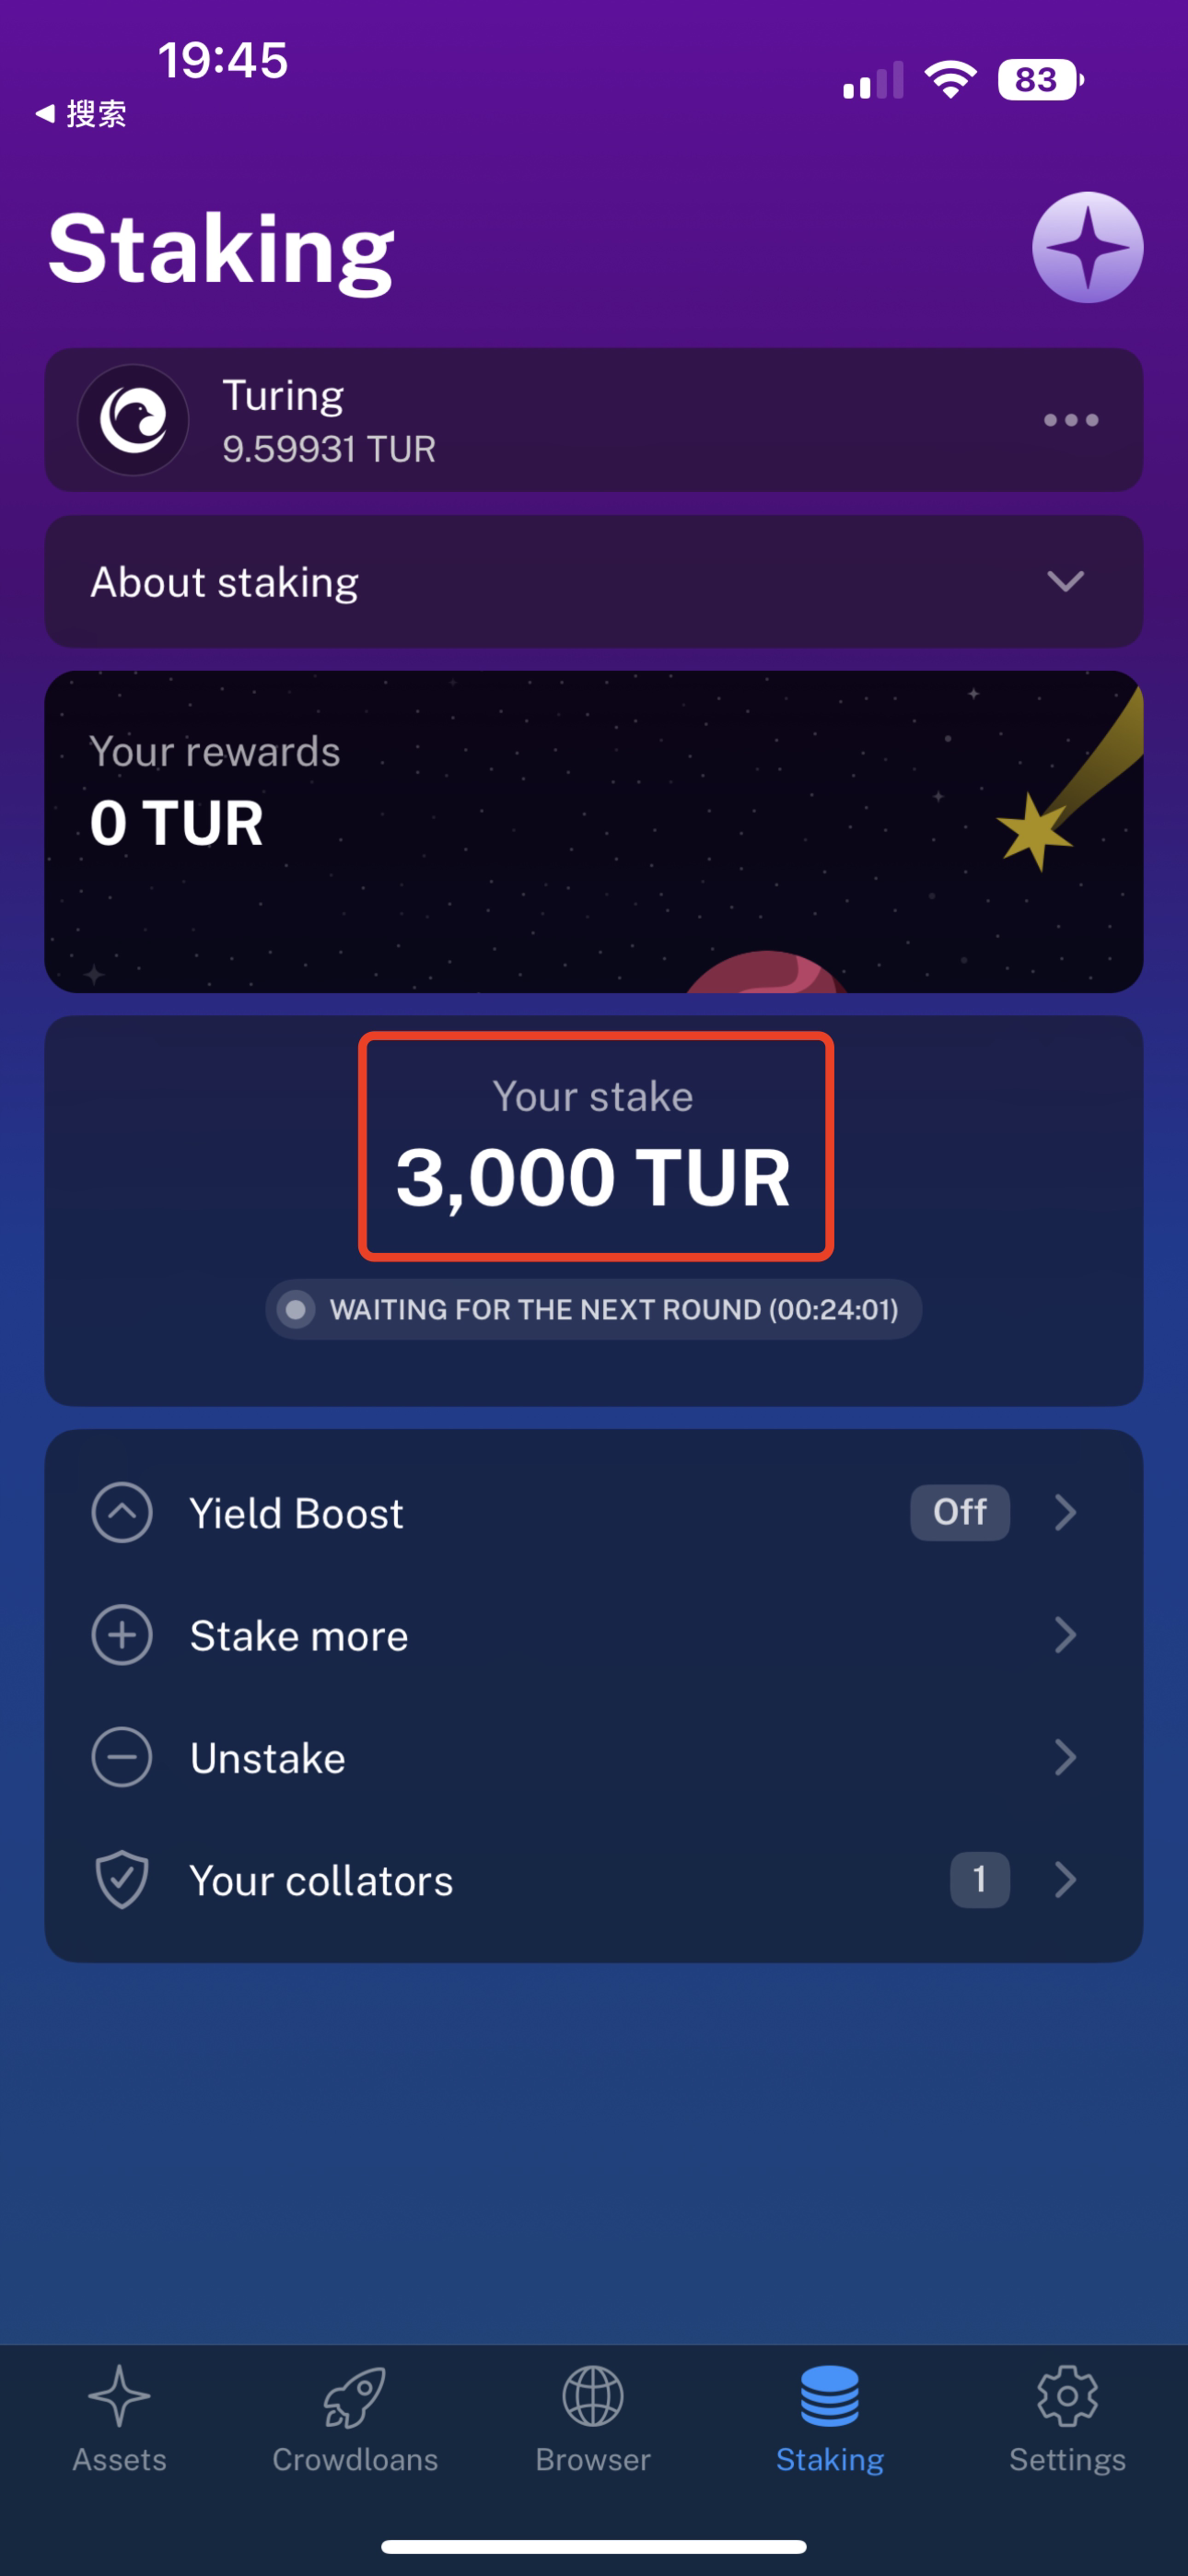 19:45
83
搜索
Staking
Turing
9.59931 TUR
About staking
Your rewards
0 TUR
Your stake
3,000 TUR
WAITING FOR THE NEXT ROUND (00:24:01)
Yield Boost
Off
Stake more
Unstake
Your collators
1
Assets
Crowdloans
Browser
Staking
Settings